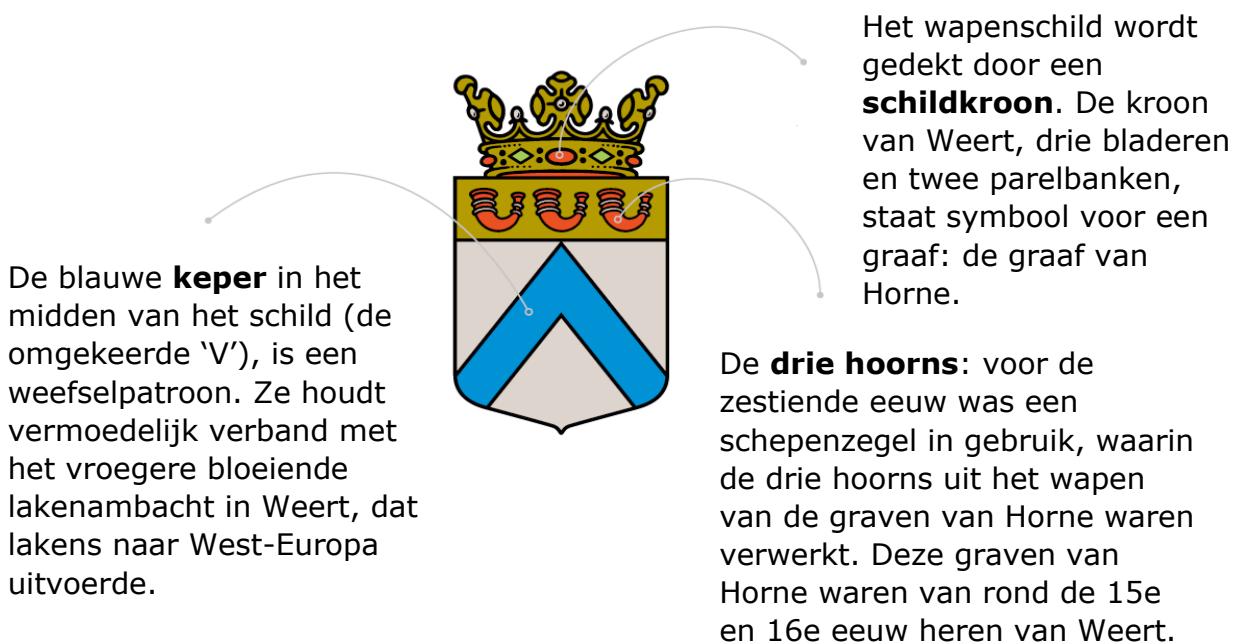 Het wapenschild wordt
gedekt door een
schildkroon. De kroon
van Weert, drie bladeren
en twee parelbanken,
staat symbool voor een
graaf: de graaf van
Horne.
De blauwe keper in het
midden van het schild (de
omgekeerde ‘V’), is een
weefselpatroon. Ze houdt
vermoedelijk verband met
het vroegere bloeiende
lakenambacht in Weert, dat
lakens naar West-Europa
uitvoerde.
De drie hoorns: voor de
zestiende eeuw was een
schepenzegel in gebruik, waarin
de drie hoorns uit het wapen
van de graven van Horne waren
verwerkt. Deze graven van
Horne waren van rond de 15e
en 16e eeuw heren van Weert.